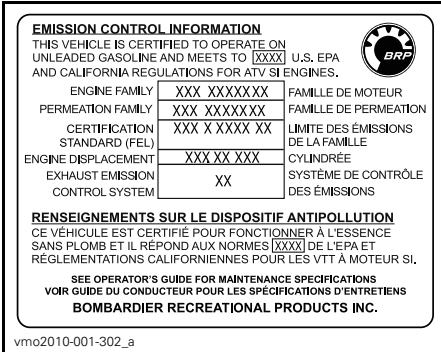 EMISSION CONTROL INFORMATION
THIS VEHICLE IS CERTIFIED TO OPERATE ON
UNLEADED GASOLINE AND MEETS TO XXXX U.S. EPA
AND CALIFORNIA REGULATIONS FOR ATV SI ENGINES.
BRP
ENGINE FAMILY XXX XXXXXXX FAMILLE DE MOTEUR
PERMEATION FAMILY XXX XXXXXXX FAMILLE DE PERMEATION
CERTIFICATION XXX X XXXX XX LIMITE DES ÉMISSIONS
STANDARD (FEL) DE LA FAMILLE
ENGINE DISPLACEMENT XXX XX XXX CYLINDRÉE
EXHAUST EMISSION XX SYSTÈME DE CONTRÔLE
CONTROL SYSTEM DES ÉMISSIONS
RENSEIGNEMENTS SUR LE DISPOSITIF ANTIPOLLUTION
CE VÉHICULE EST CERTIFIÉ POUR FONCTIONNER À L'ESSENCE
SANS PLOMB ET IL RÉPOND AUX NORMES XXXX DE L'EPA ET
RÉGLEMENTATIONS CALIFORNIENNES POUR LES VTT À MOTEUR SI.
SEE OPERATOR'S GUIDE FOR MAINTENANCE SPECIFICATIONS
VOIR GUIDE DU CONDUCTEUR POUR LES SPÉCIFICATIONS D'ENTRETIENS
BOMBARDIER RECREATIONAL PRODUCTS INC.
vmo2010-001-302_a